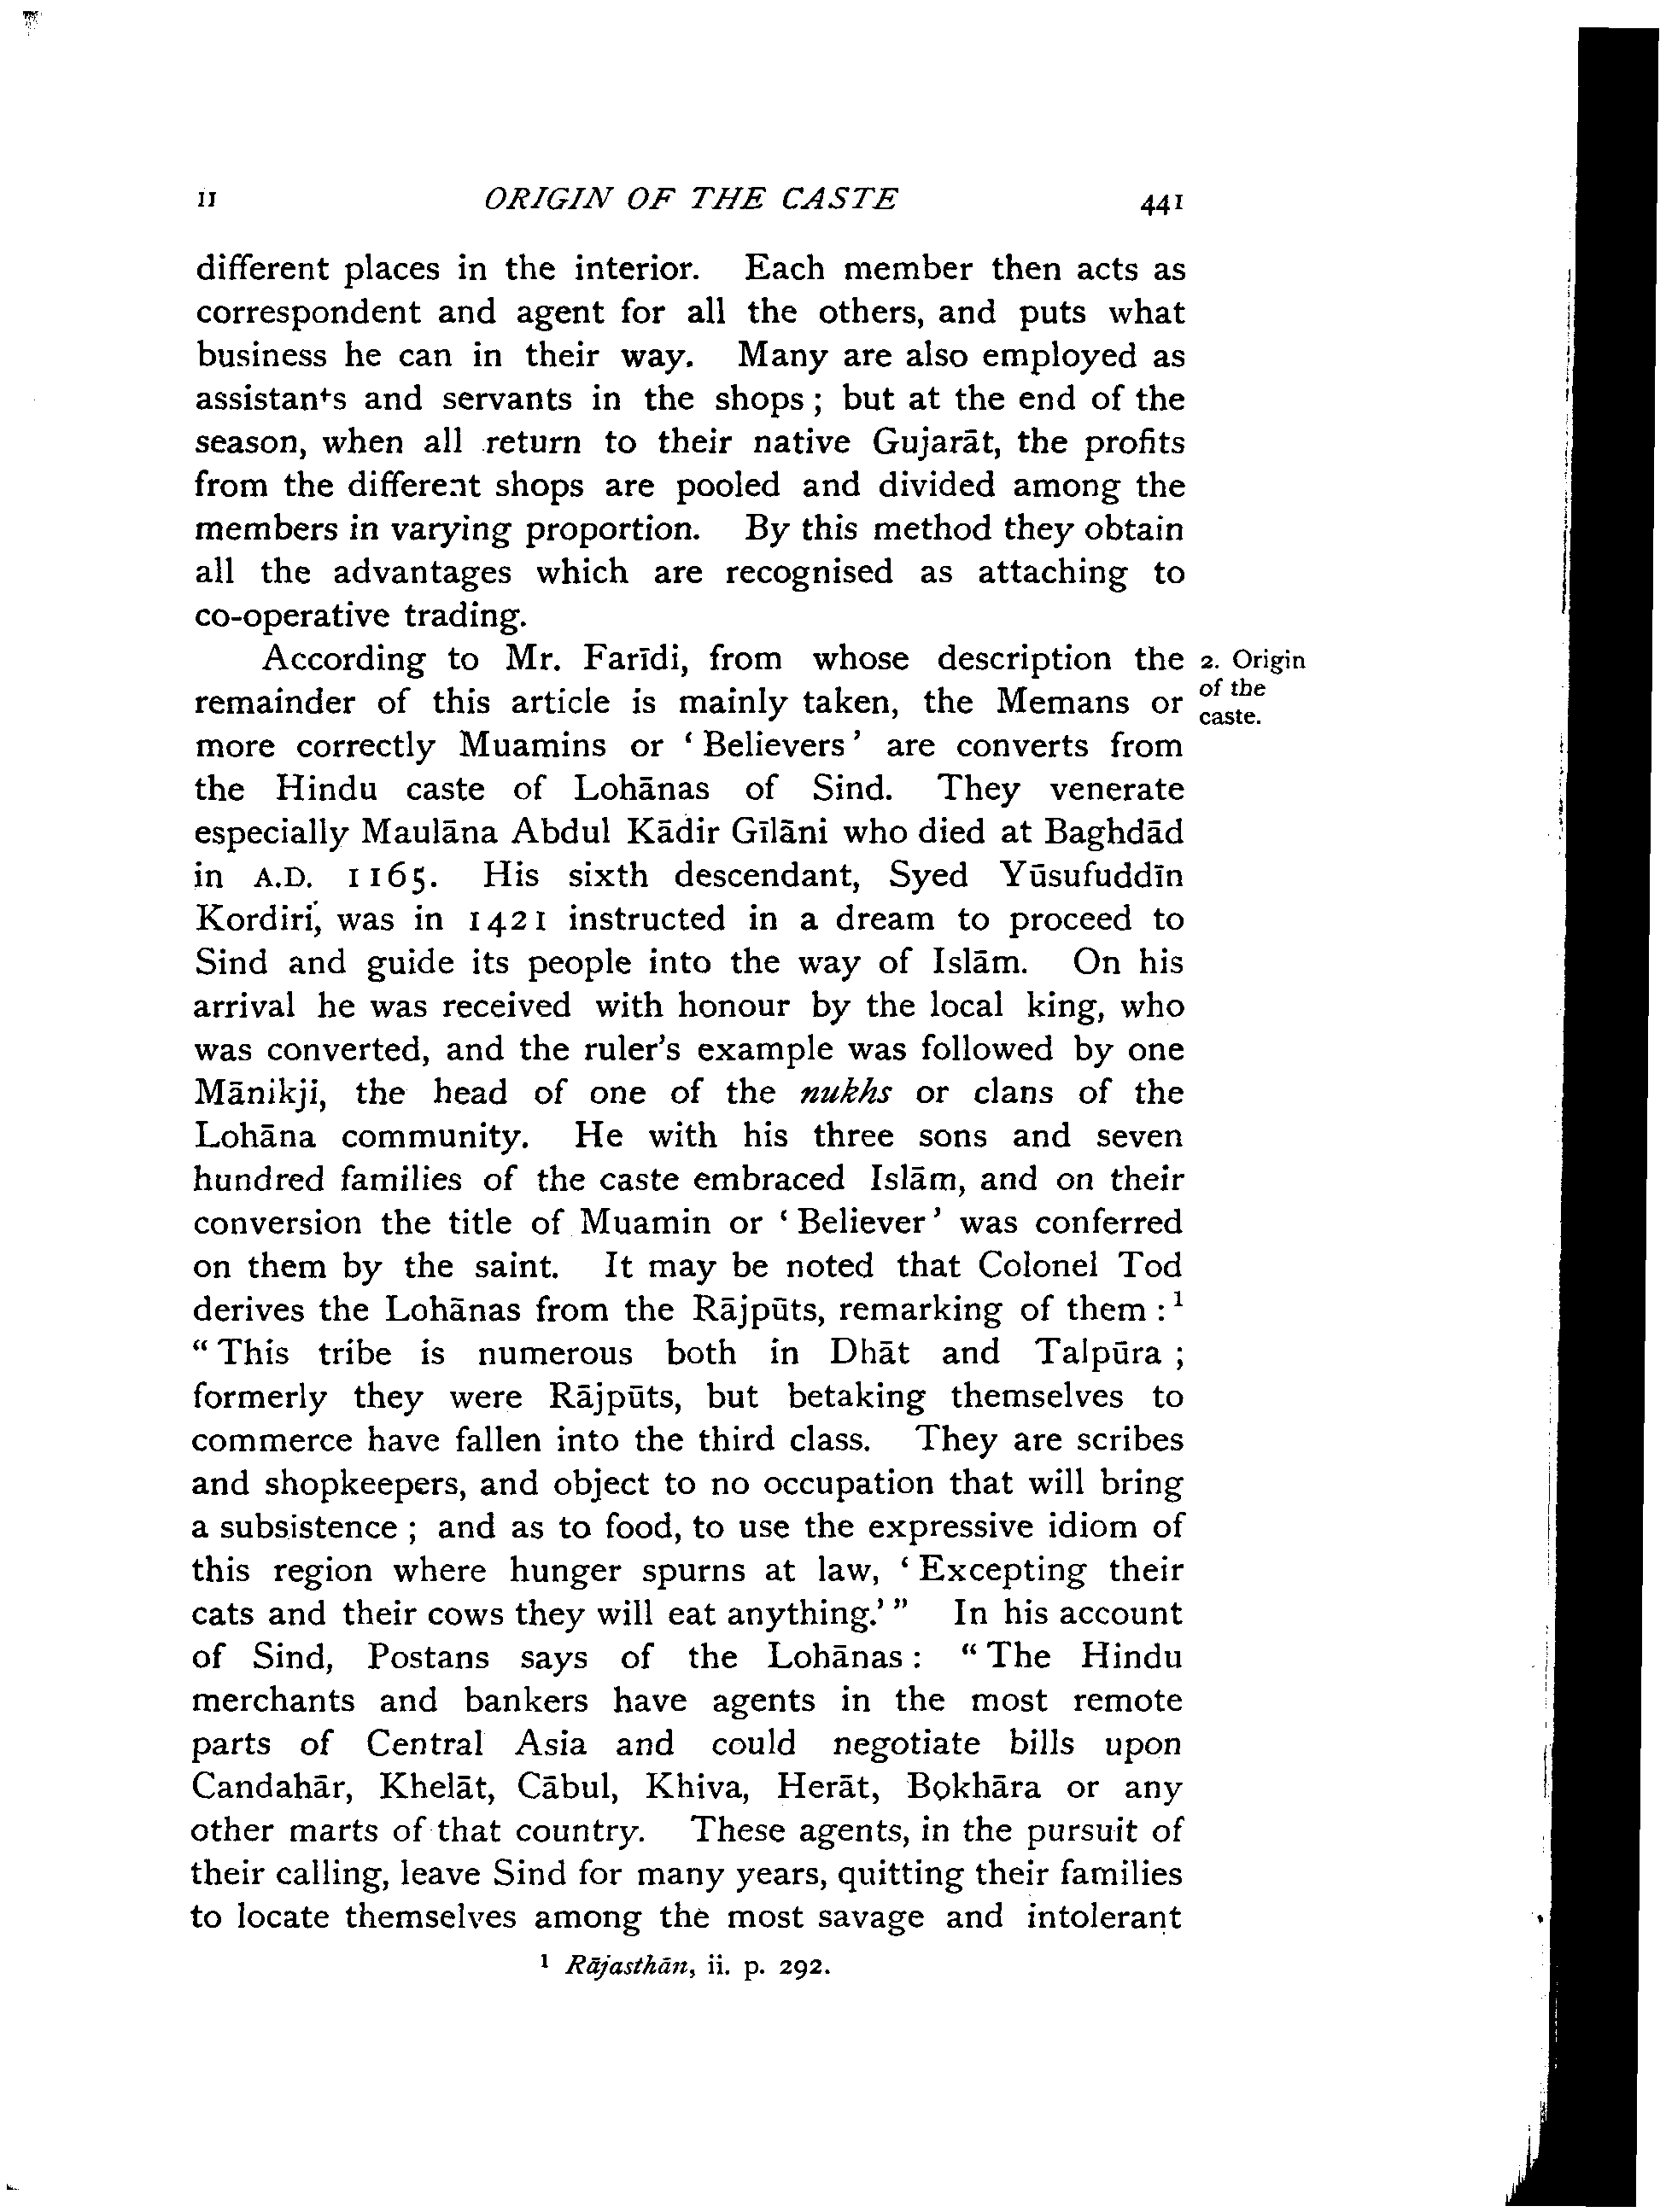 II ORIGIN OF THE CASTE 441
different places in the interior. Each member then acts as
correspondent and agent for all the others, and puts what
business he can in their way. Many are also employed as
assistants and servants in the shops; but at the end of the
season, when all return to their native Gujarāt, the profits
from the different shops are pooled and divided among the
members in varying proportion. By this method they obtain
all the advantages which are recognised as attaching to
co-operative trading.
According to Mr. Farīdi, from whose description the
remainder of this article is mainly taken, the Memans or
more correctly Muamins or ‘Believers’ are converts from
the Hindu caste of Lohānas of Sind. They venerate
especially Maulāna Abdul Kādir Gīlāni who died at Baghdād
in A.D. 1165. His sixth descendant, Syed Yūsufuddīn
Kordiri, was in 1421 instructed in a dream to proceed to
Sind and guide its people into the way of Islām. On his
arrival he was received with honour by the local king, who
was converted, and the ruler’s example was followed by one
Mānikji, the head of one of the nukhs or clans of the
Lohāna community. He with his three sons and seven
hundred families of the caste embraced Islām, and on their
conversion the title of Muamin or ‘Believer’ was conferred
on them by the saint. It may be noted that Colonel Tod
derives the Lohānas from the Rājpūts, remarking of them:¹
“This tribe is numerous both in Dhāt and Talpūra;
formerly they were Rājpūts, but betaking themselves to
commerce have fallen into the third class. They are scribes
and shopkeepers, and object to no occupation that will bring
a subsistence; and as to food, to use the expressive idiom of
this region where hunger spurns at law, ‘Excepting their
cats and their cows they will eat anything.’” In his account
of Sind, Postans says of the Lohānas: “The Hindu
merchants and bankers have agents in the most remote
parts of Central Asia and could negotiate bills upon
Candahār, Khelāt, Cābul, Khiva, Herāt, Bokhāra or any
other marts of that country. These agents, in the pursuit of
their calling, leave Sind for many years, quitting their families
to locate themselves among the most savage and intolerant
2. Origin
of the
caste.
¹ Rājasthān, ii. p. 292.